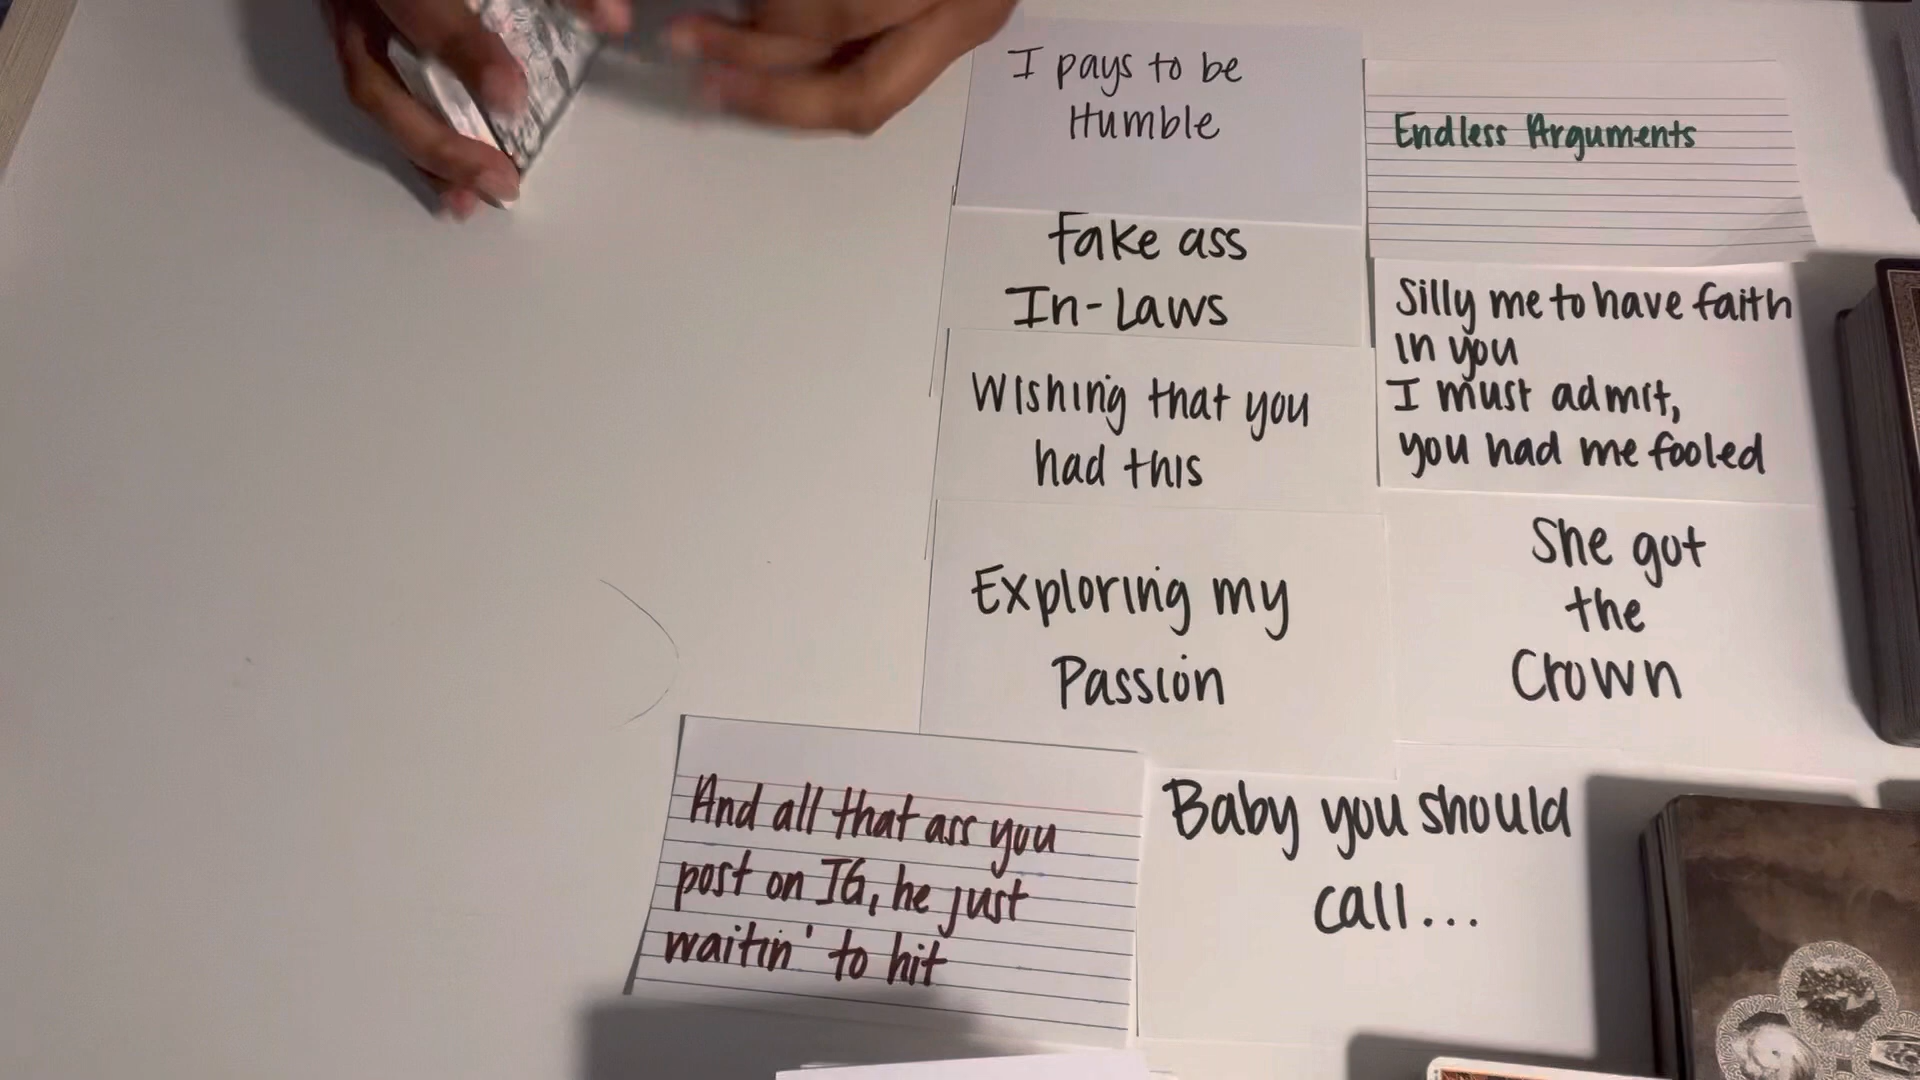 I pays to be
Humble
Endless Arguments
Fake ass
In-Laws
Silly me to have faith
in you
I must admit,
you had me fooled
Wishing that you
had this
Exploring my
Passion
She got
the
Crown
And all that ass you
post on IG, he just
waitin' to hit
Baby you should
call...